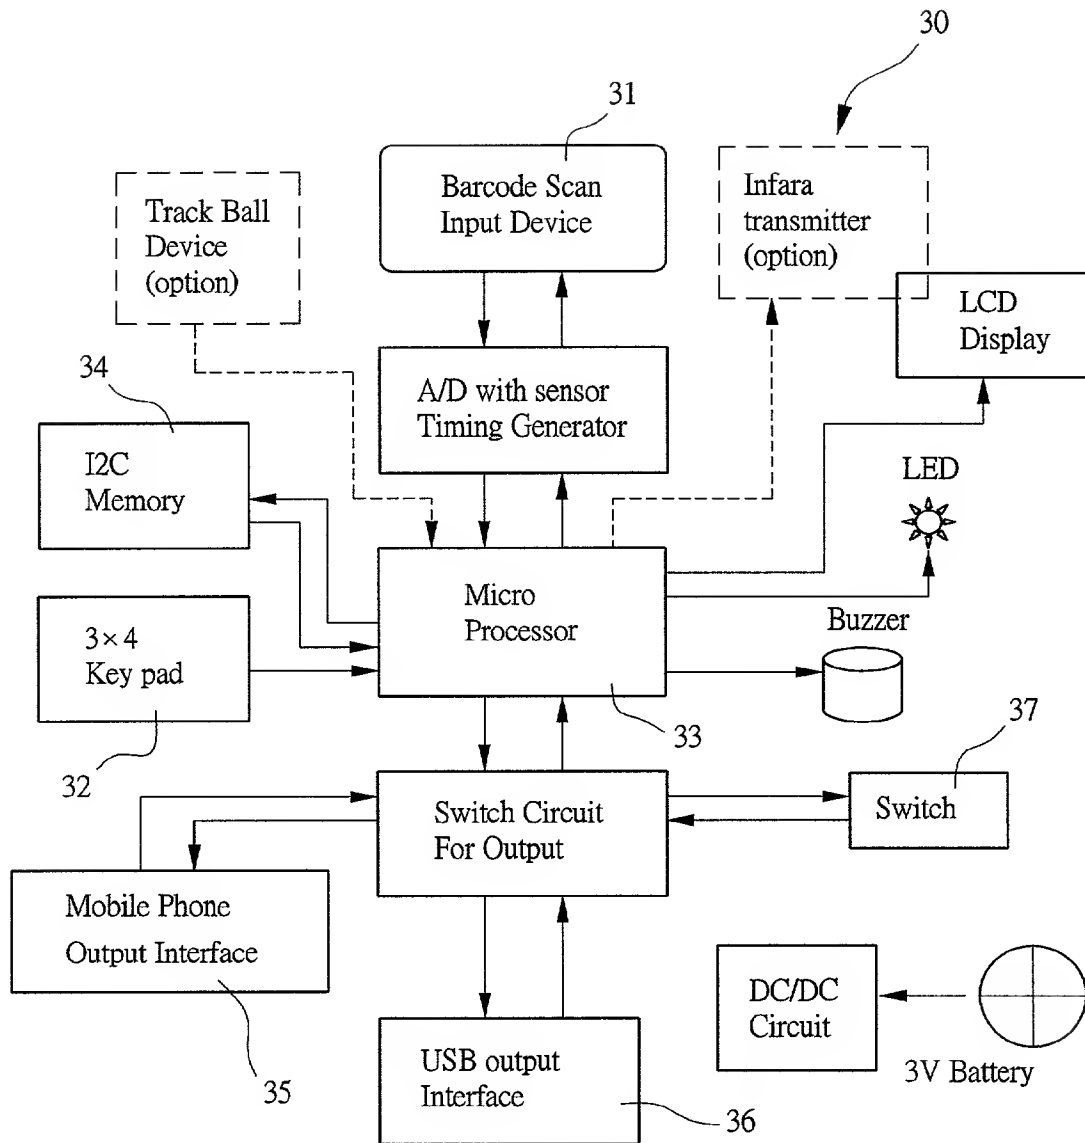 30
31
Barcode Scan
Input Device
Track Ball
Device
(option)
Infara
transmitter
(option)
LCD
Display
34
A/D with sensor
Timing Generator
I2C
Memory
LED
Micro
Processor
3×4
Key pad
Buzzer
33
37
32
Switch Circuit
For Output
Switch
Mobile Phone
Output Interface
DC/DC
Circuit
USB output
Interface
3V Battery
35
36